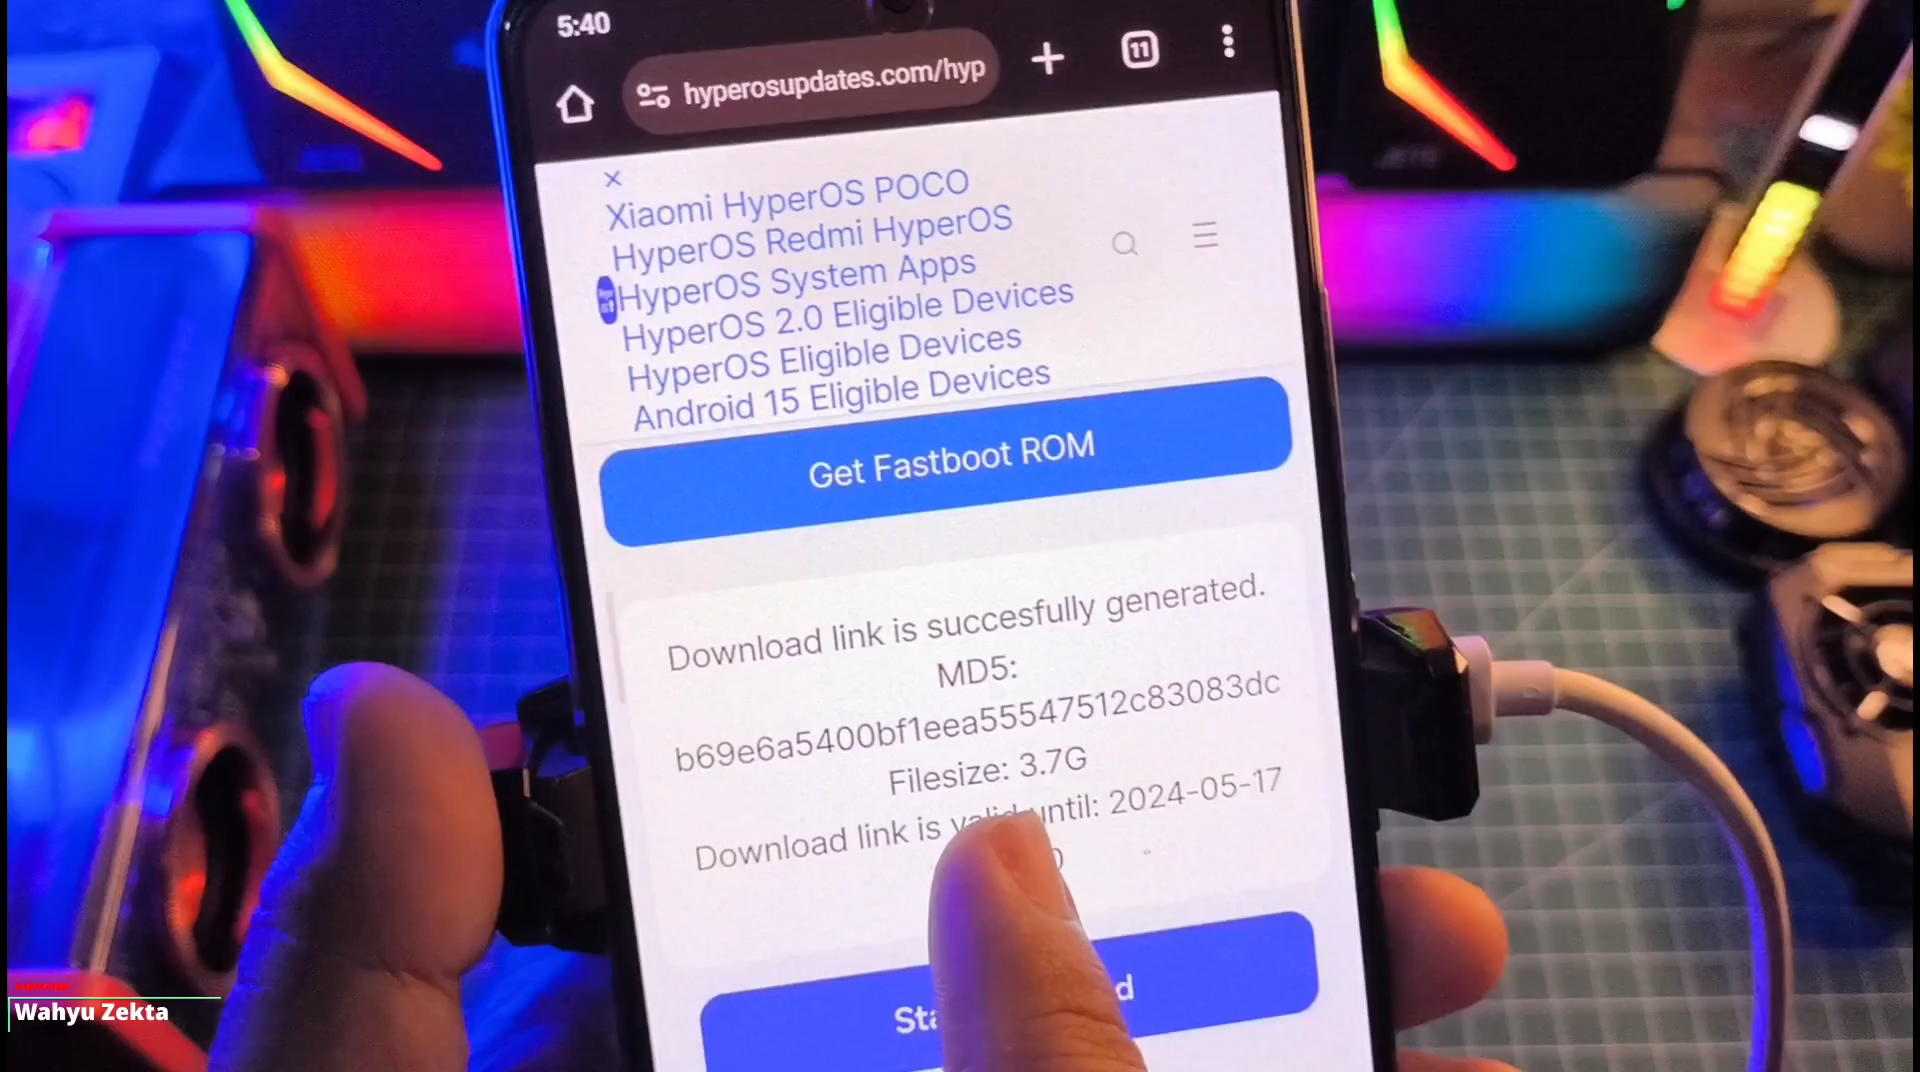 5:40
hyperosupdates.com/hyp
11
Xiaomi HyperOS POCO
HyperOS Redmi HyperOS
HyperOS System Apps
HyperOS 2.0 Eligible Devices
HyperOS Eligible Devices
Android 15 Eligible Devices
Get Fastboot ROM
Download link is succesfully generated.
MD5:
b69e6a5400bf1eea55547512c83083dc
Filesize: 3.7G
Download link is valid until: 2024-05-17
Wahyu Zekta